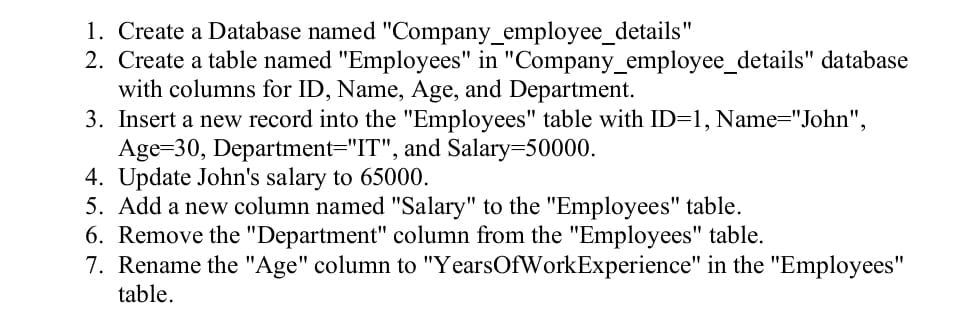 1. Create a Database named "Company_employee_details"
2. Create a table named "Employees" in "Company_employee_details" database
with columns for ID, Name, Age, and Department.
3. Insert a new record into the "Employees" table with ID=1, Name="John",
Age=30, Department="IT", and Salary=50000.
4. Update John's salary to 65000.
5. Add a new column named "Salary" to the "Employees" table.
6. Remove the "Department" column from the "Employees" table.
7. Rename the "Age" column to "YearsOfWorkExperience" in the "Employees"
table.